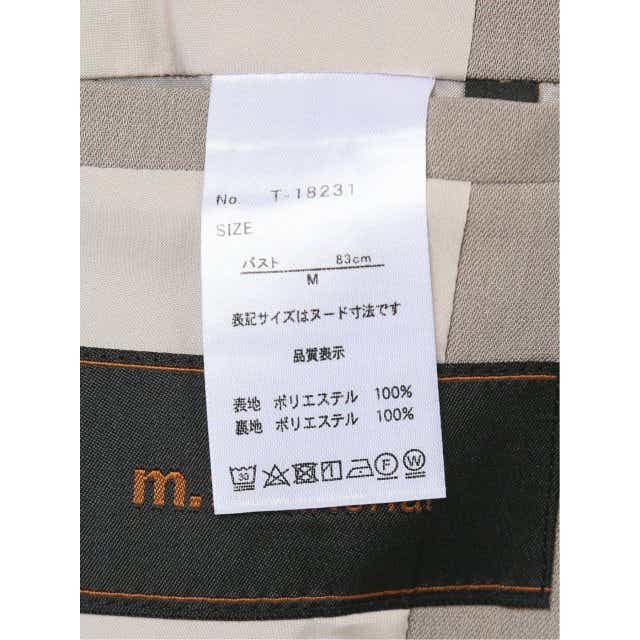 No. T-18231
SIZE
バスト 83cm
M
表記サイズはヌード寸法です
品質表示
表地 ポリエステル 100%
裏地 ポリエステル 100%
30 1 F W
m.